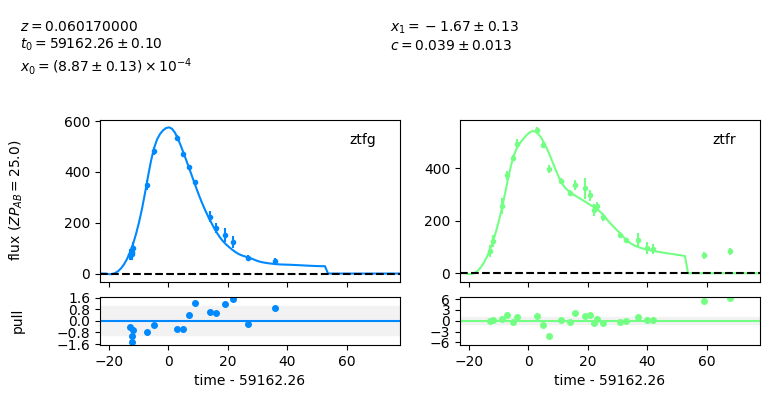 z = 0.060170000
t₀ = 59162.26 ± 0.10
x₀ = (8.87 ± 0.13) × 10⁻⁴
x₁ = −1.67 ± 0.13
c = 0.039 ± 0.013
flux (ZP_AB = 25.0)
600
400
200
0
ztfg
400
200
0
ztfr
pull
1.6
0.8
0.0
−0.8
−1.6
6
3
0
−3
−6
−20 0 20 40 60
−20 0 20 40 60
time - 59162.26
time - 59162.26